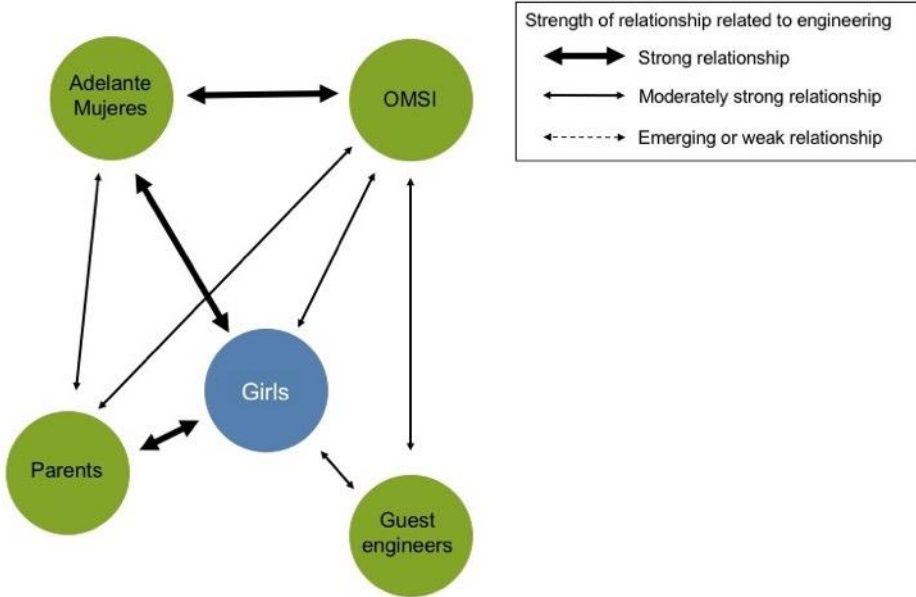 Strength of relationship related to engineering
Strong relationship
Moderately strong relationship
Emerging or weak relationship
Adelante
Mujeres
OMSI
Girls
Parents
Guest
engineers